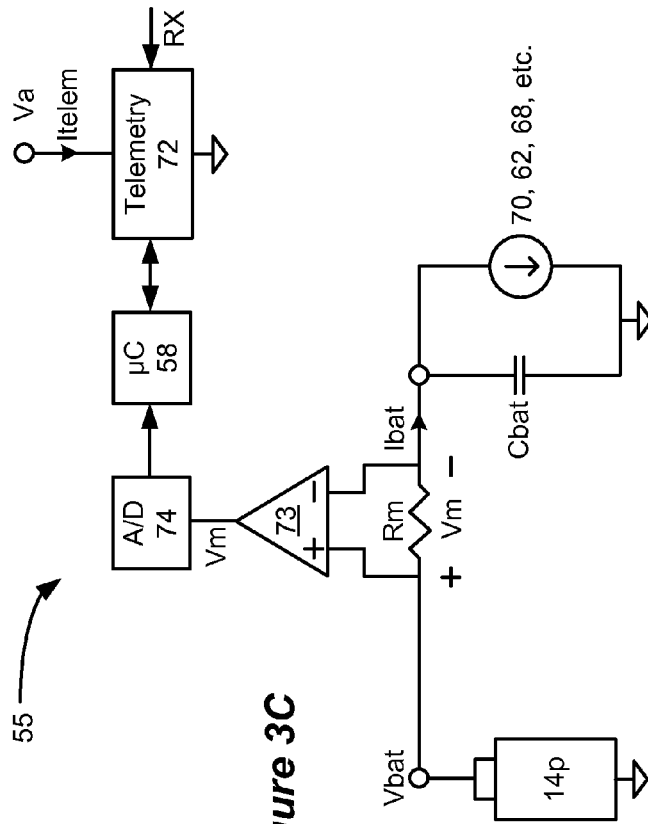 55
Va
Itelem
RX
Telemetry
72
µC
58
A/D
74
Vm
73
+
−
Rm
+
Vm
−
Ibat
Vbat
14p
Cbat
70, 62, 68, etc.
gure 3C